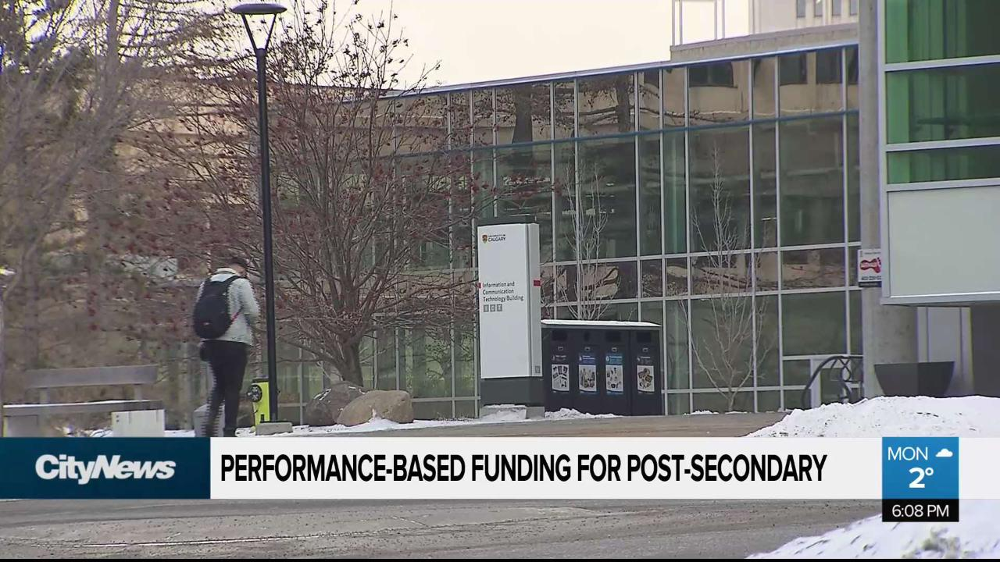 UNIVERSITY OF
CALGARY
Information and
Communication
Technology Building
ICT
CityNews
PERFORMANCE-BASED FUNDING FOR POST-SECONDARY
MON
2°
6:08 PM